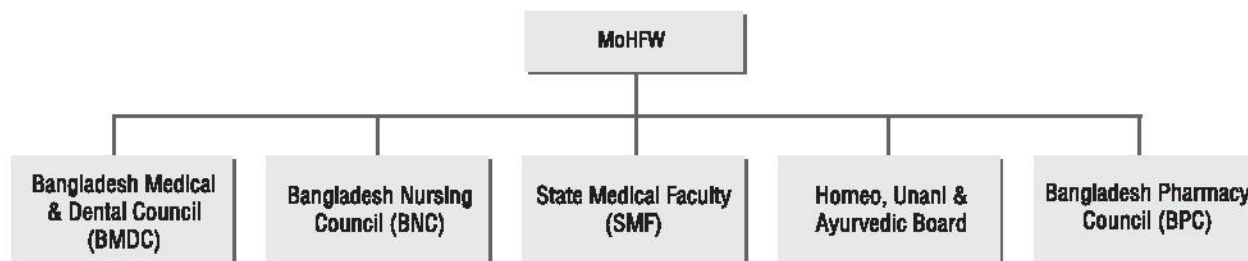 MoHFW
Bangladesh Medical
& Dental Council
(BMDC)
Bangladesh Nursing
Council (BNC)
State Medical Faculty
(SMF)
Homeo, Unani &
Ayurvedic Board
Bangladesh Pharmacy
Council (BPC)